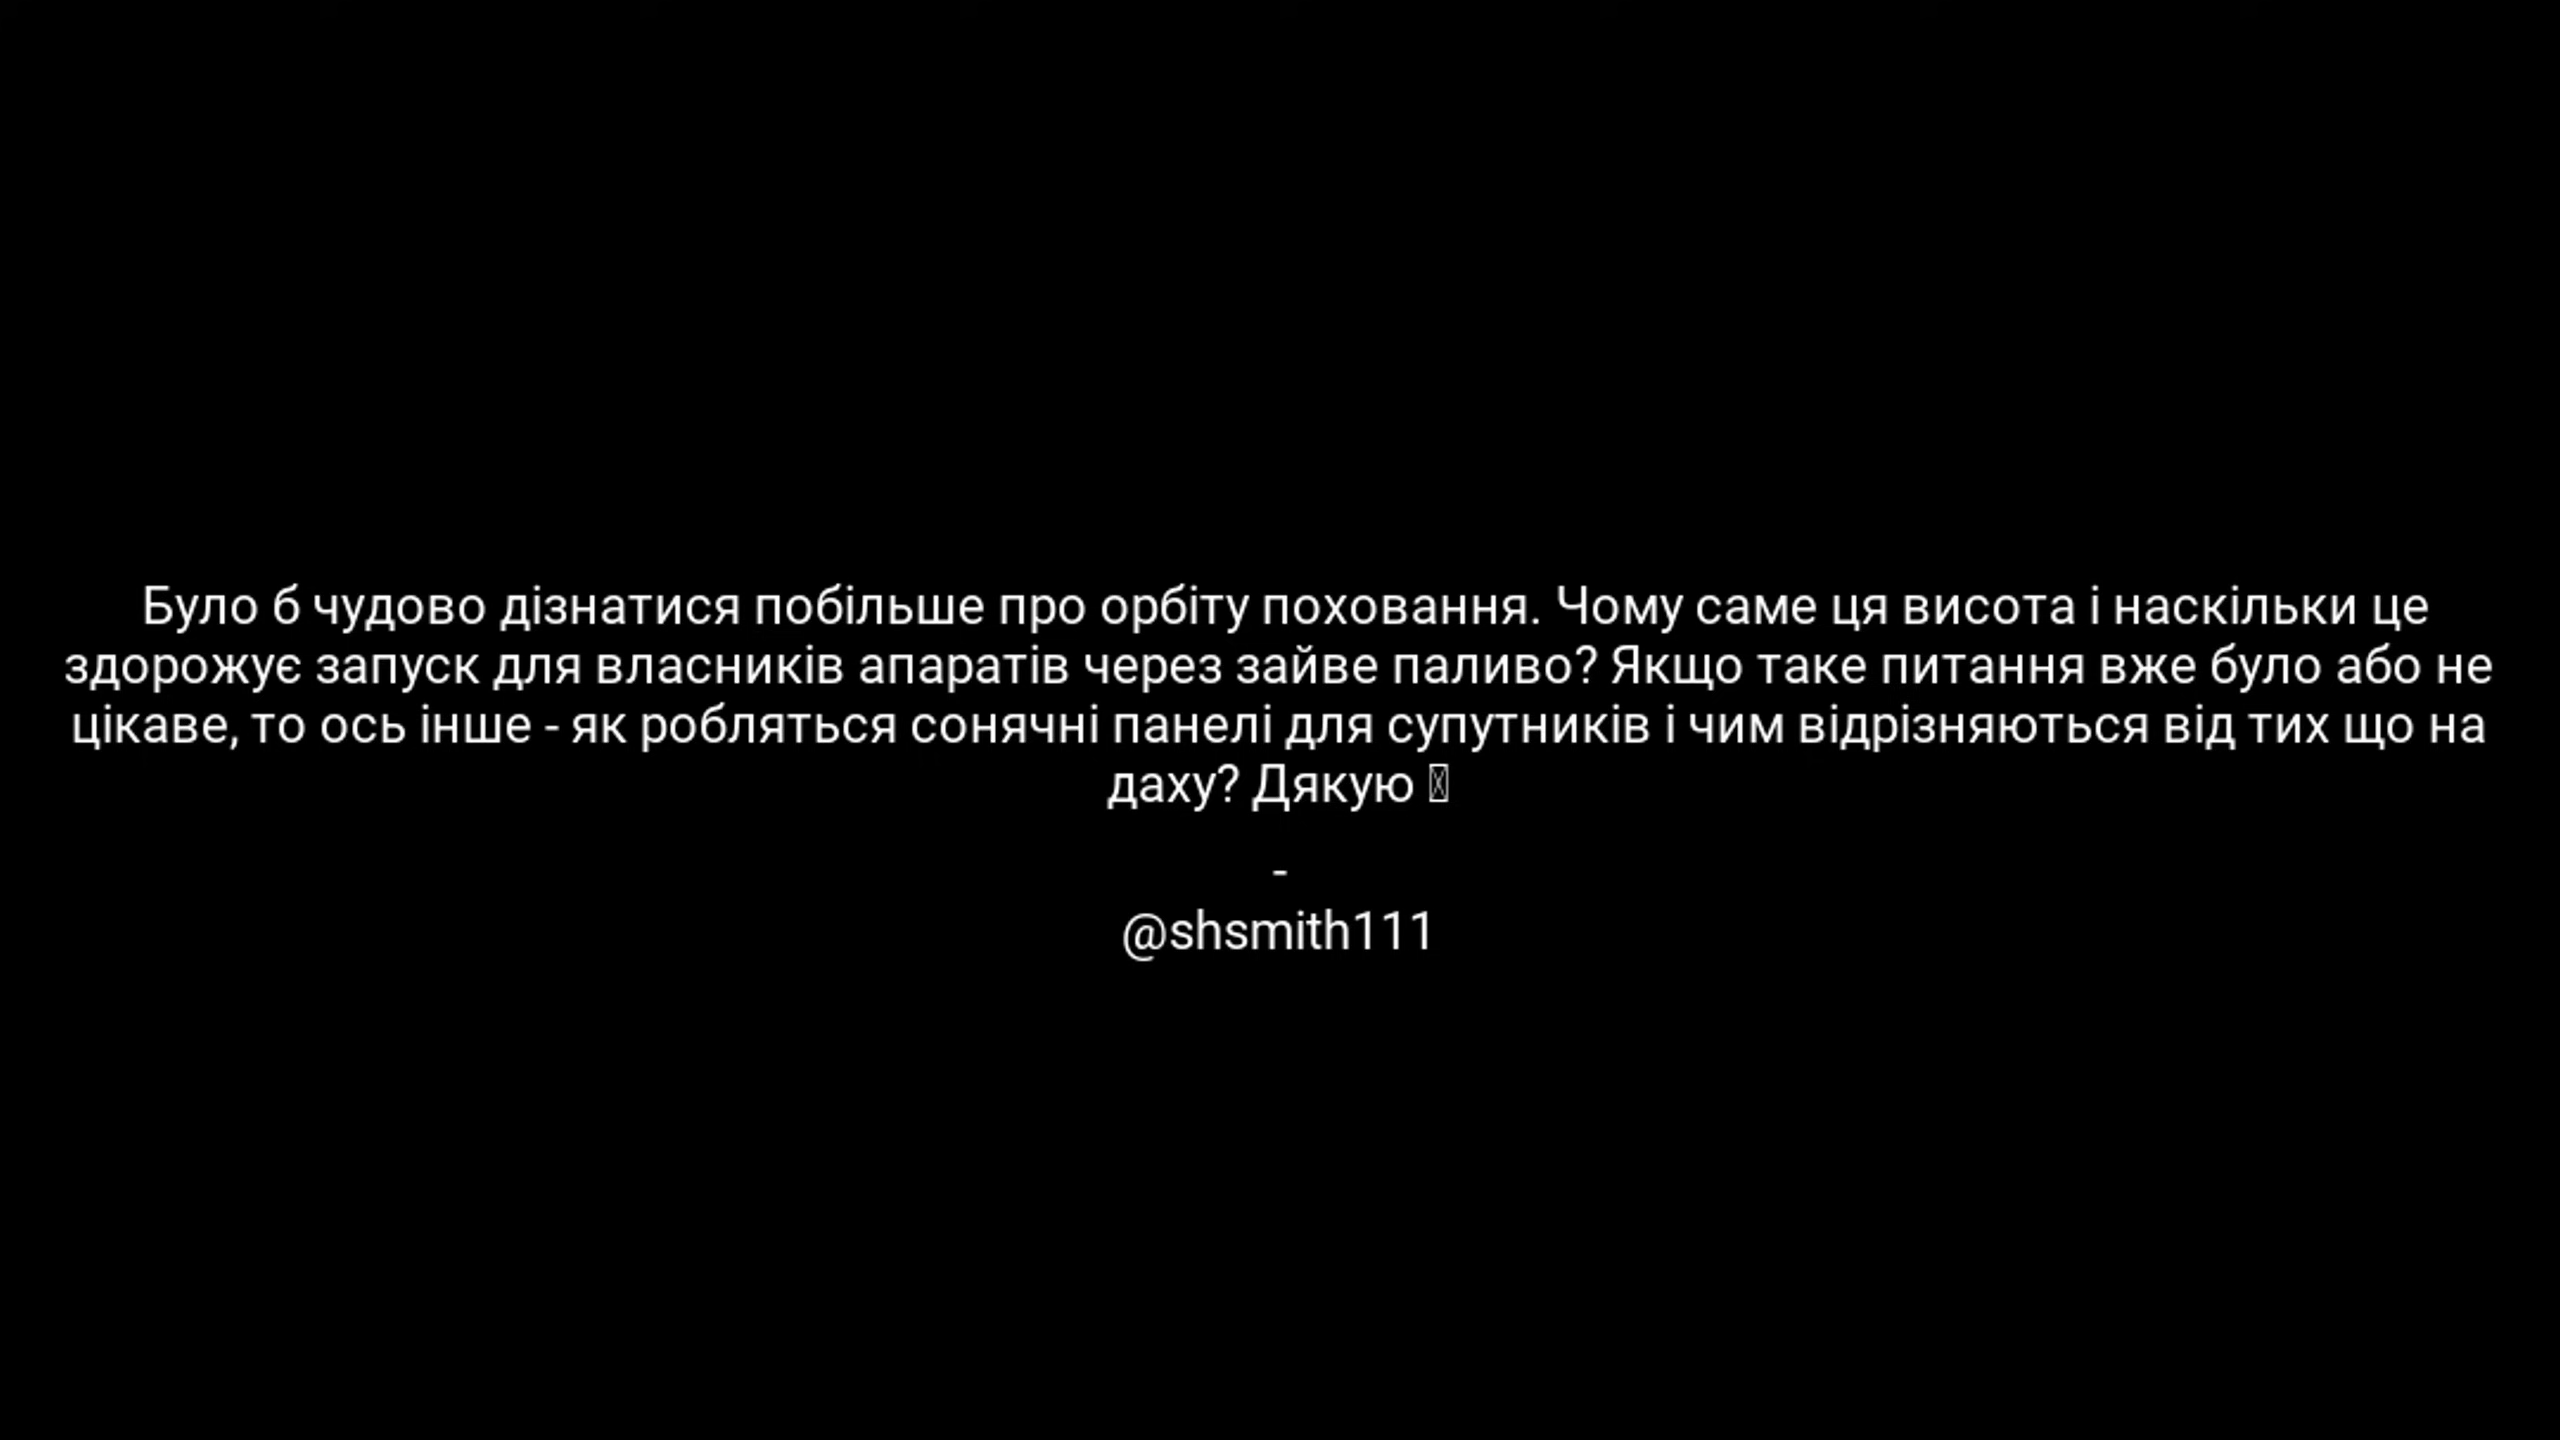 Було б чудово дізнатися побільше про орбіту поховання. Чому саме ця висота і наскільки це
здорожує запуск для власників апаратів через зайве паливо? Якщо таке питання вже було або не
цікаве, то ось інше - як робляться сонячні панелі для супутників і чим відрізняються від тих що на
даху? Дякую
-
@shsmith111